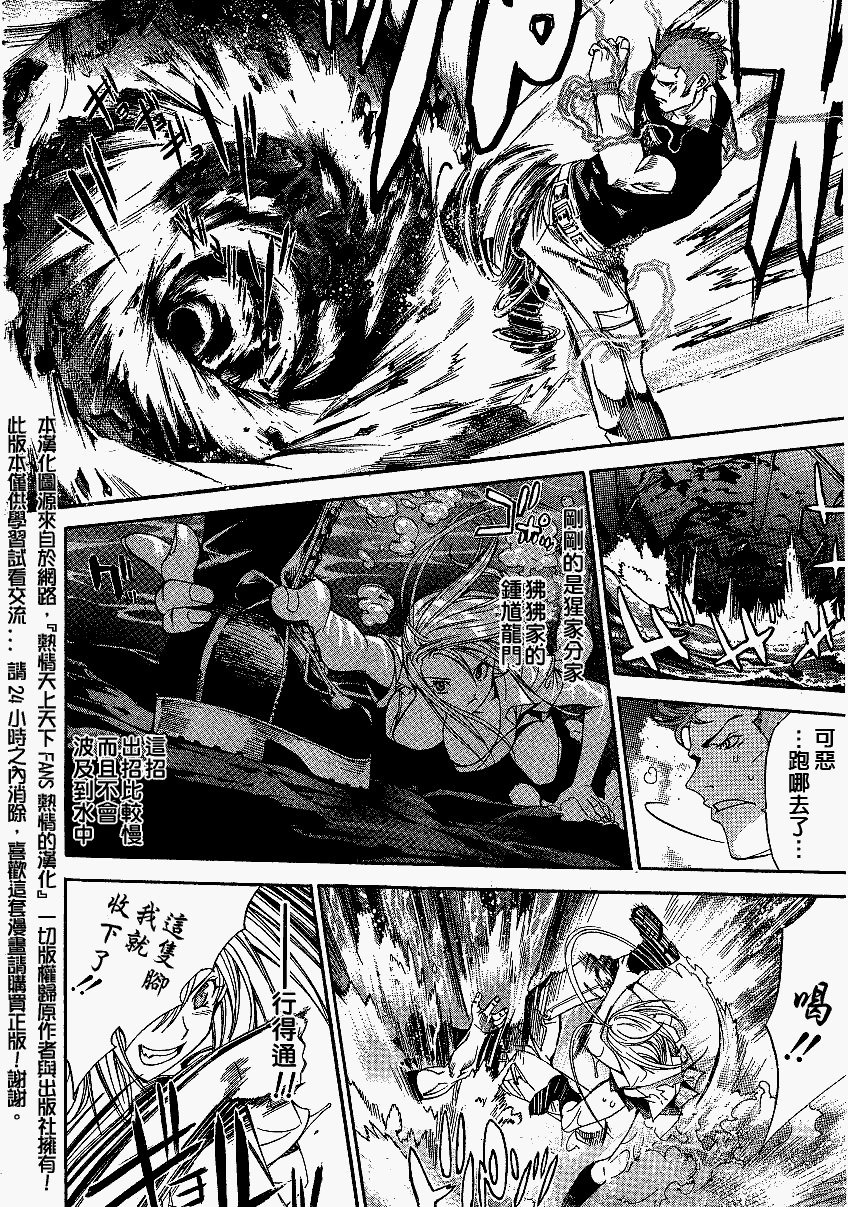 剛剛的是猩家分家
狒狒家的
鍾馗龍門
可惡
…跑哪去了…
這招
出招比較慢
而且不會
波及到水中
喝!!
——行得通!!
這隻腳
我就
收下了!!
本漢化圖源來自於網路，『熱情天上天下 FANS 熱情的漢化』一切版權歸原作者與出版社擁有！
此版本僅供學習試看交流... 請 24 小時之內消除，喜歡這套漫畫請購買正版！謝謝。